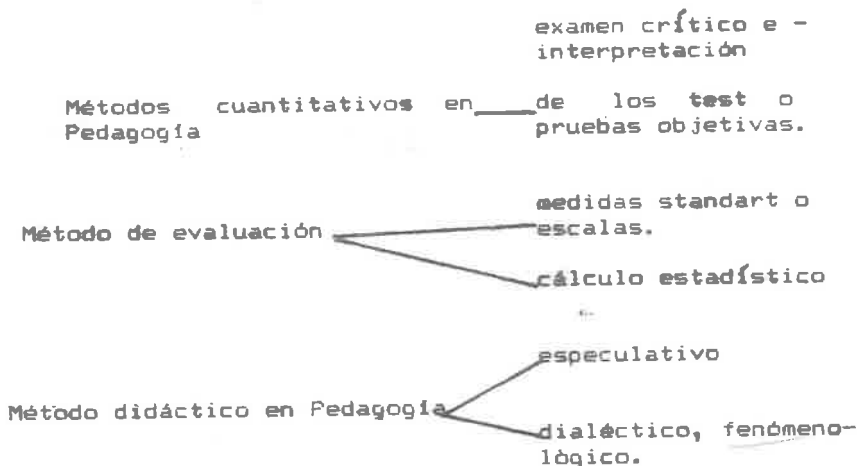 examen crítico e -
interpretación
Métodos cuantitativos en de los test o
Pedagogía pruebas objetivas.
medidas standart o
Método de evaluación escalas.
cálculo estadístico
especulativo
Método didáctico en Pedagogía
dialéctico, fenómeno-
lògico.